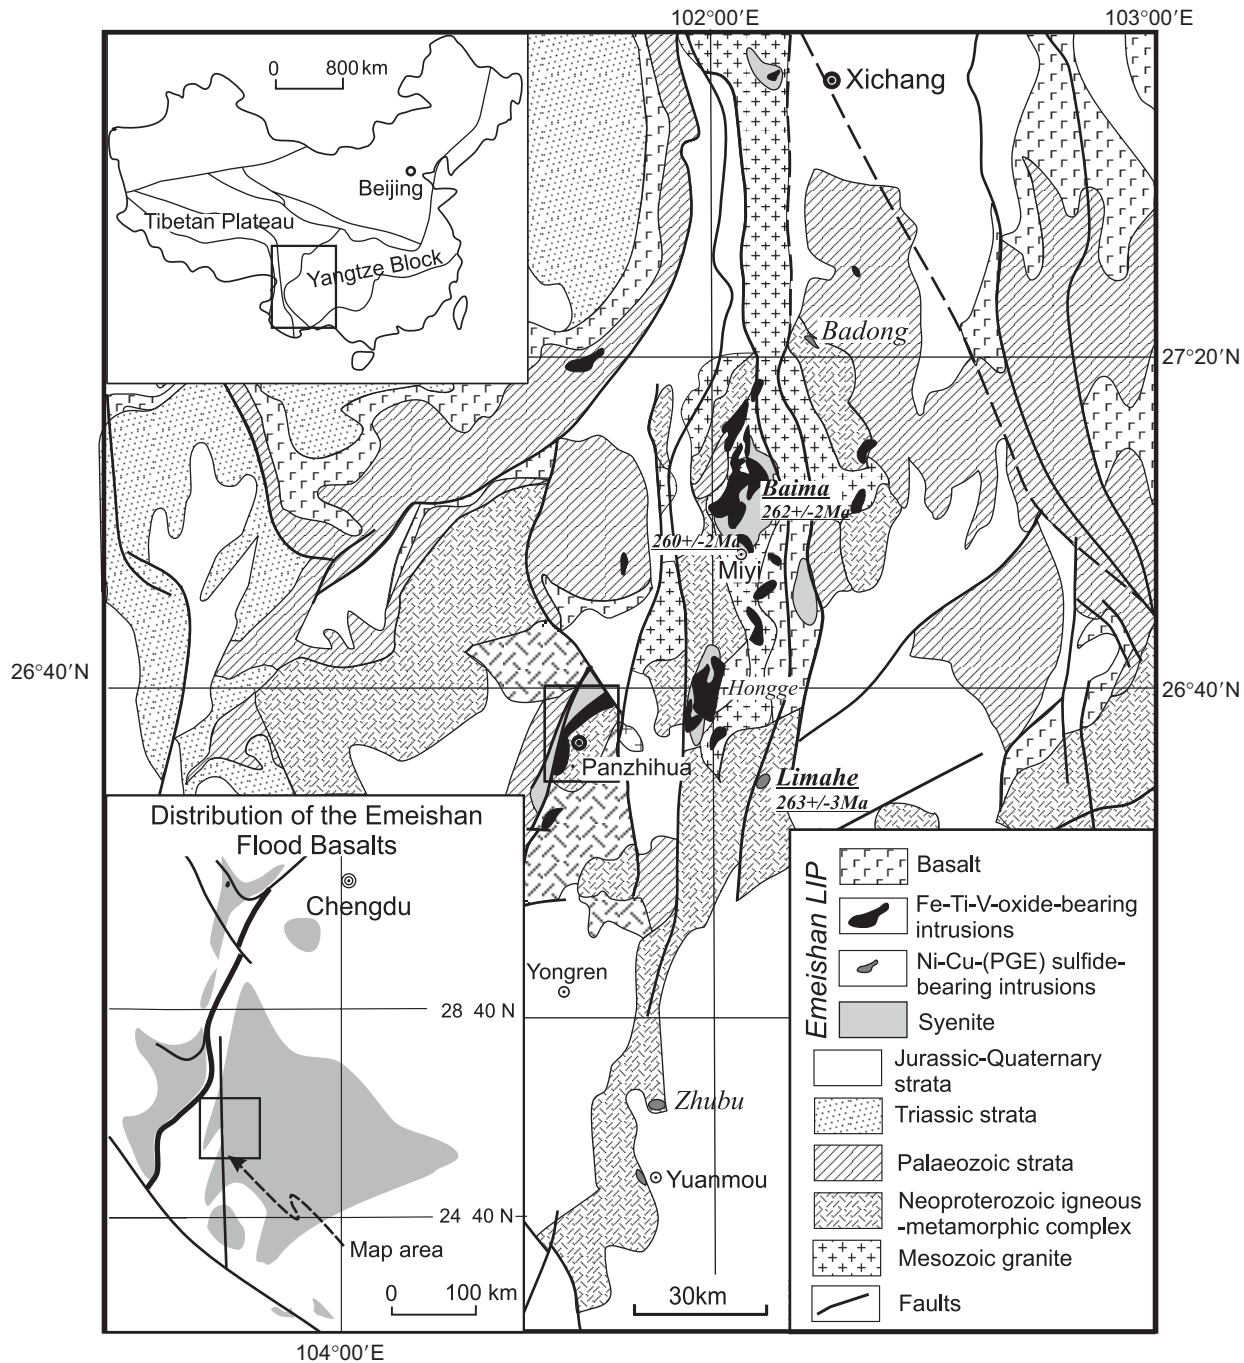 102°00′E
103°00′E
0 800 km
Beijing
Tibetan Plateau
Yangtze Block
Xichang
Badong
27°20′N
Baima
262+/-2Ma
260+/-2Ma
Miyi
26°40′N
26°40′N
Hongge
Panzhihua
Limahe
263+/-3Ma
Distribution of the Emeishan
Flood Basalts
Chengdu
28 40 N
24 40 N
Map area
0 100 km
104°00′E
Yongren
Zhubu
Yuanmou
30km
Emeishan LIP
Basalt
Fe-Ti-V-oxide-bearing
intrusions
Ni-Cu-(PGE) sulfide-
bearing intrusions
Syenite
Jurassic-Quaternary
strata
Triassic strata
Palaeozoic strata
Neoproterozoic igneous
-metamorphic complex
Mesozoic granite
Faults